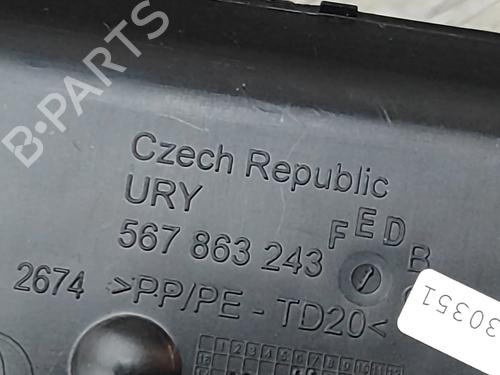 B-PARTS
Czech Republic
URY
567 863 243 F E D B
2674 >PP/PE - TD20<
30351